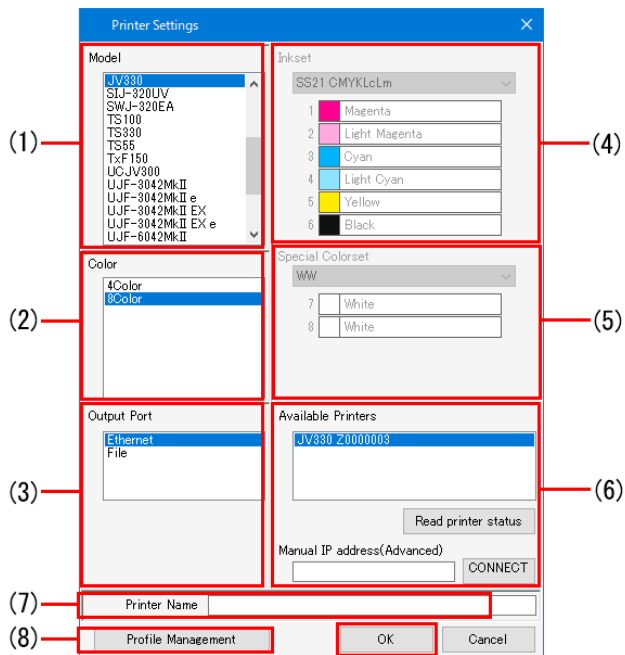 Printer Settings
Model
JV330
SIJ-320UV
SWJ-320EA
TS100
TS330
TS55
TxF150
UCJV300
UJF-3042MkⅡ
UJF-3042MkⅡ e
UJF-3042MkⅡ EX
UJF-3042MkⅡ EX e
UJF-6042MkⅡ
(1)
Inkset
SS21 CMYKLcLm
1 Magenta
2 Light Magenta
3 Cyan
4 Light Cyan
5 Yellow
6 Black
(4)
Color
4Color
8Color
(2)
Special Colorset
WW
7 White
8 White
(5)
Output Port
Ethernet
File
(3)
Available Printers
JV330 Z0000003
Read printer status
Manual IP address(Advanced)
CONNECT
(6)
(7)
Printer Name
(8)
Profile Management
OK
Cancel